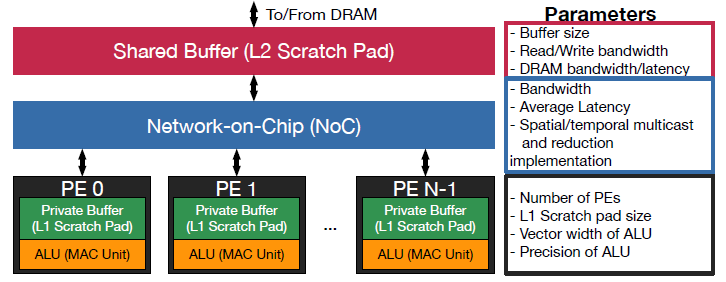 To/From DRAM
Shared Buffer (L2 Scratch Pad)
Network-on-Chip (NoC)
PE 0
Private Buffer
(L1 Scratch Pad)
ALU (MAC Unit)
PE 1
Private Buffer
(L1 Scratch Pad)
ALU (MAC Unit)
...
PE N-1
Private Buffer
(L1 Scratch Pad)
ALU (MAC Unit)
Parameters
- Buffer size
- Read/Write bandwidth
- DRAM bandwidth/latency
- Bandwidth
- Average Latency
- Spatial/temporal multicast
and reduction
implementation
- Number of PEs
- L1 Scratch pad size
- Vector width of ALU
- Precision of ALU